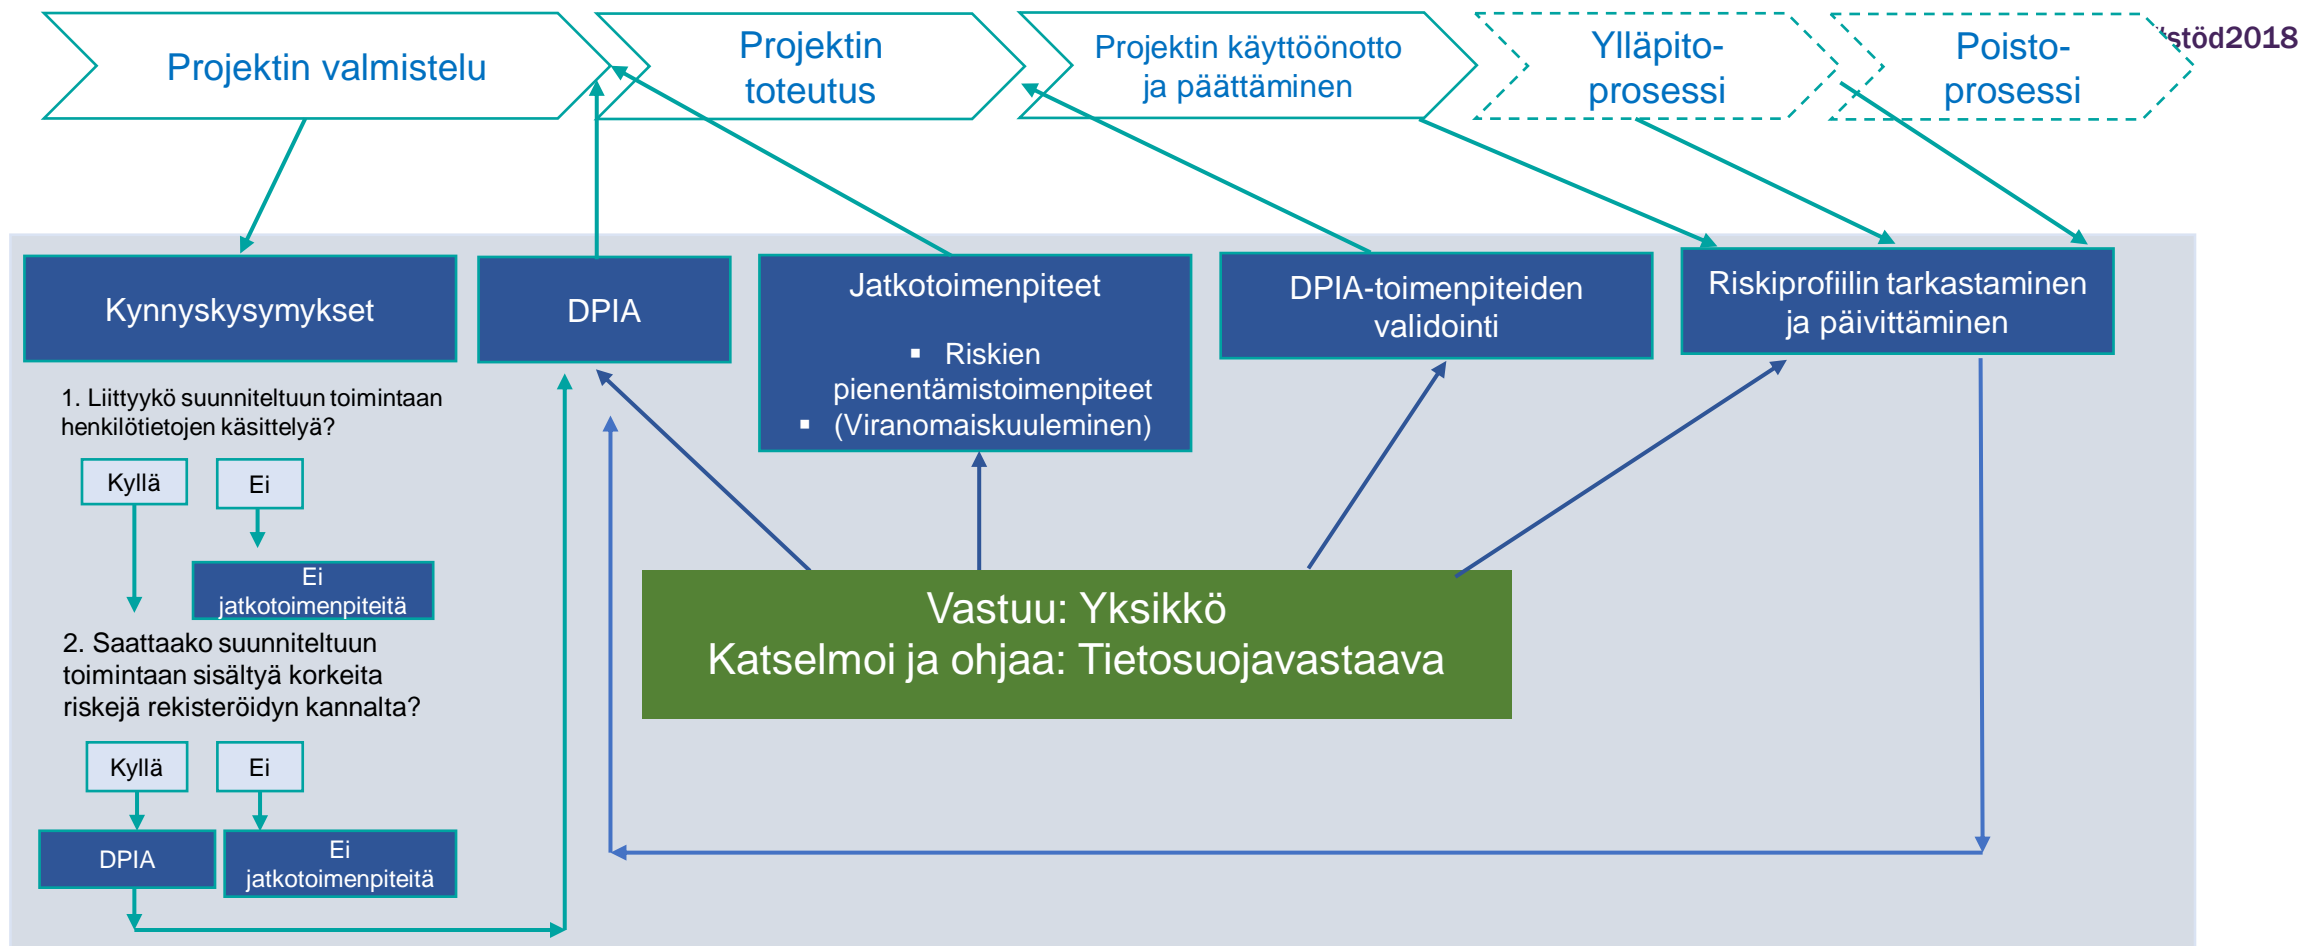 Projektin valmistelu
Projektin
toteutus
Projektin käyttöönotto
ja päättäminen
Ylläpito-
prosessi
Poisto-
prosessi
stöd2018
Kynnyskysymykset
DPIA
Jatkotoimenpiteet
▪ Riskien
pienentämistoimenpiteet
▪ (Viranomaiskuuleminen)
DPIA-toimenpiteiden
validointi
Riskiprofiilin tarkastaminen
ja päivittäminen
1. Liittyykö suunniteltuun toimintaan
henkilötietojen käsittelyä?
Kyllä
Ei
Ei
jatkotoimenpiteitä
2. Saattaako suunniteltuun
toimintaan sisältyä korkeita
riskejä rekisteröidyn kannalta?
Kyllä
Ei
DPIA
Ei
jatkotoimenpiteitä
Vastuu: Yksikkö
Katselmoi ja ohjaa: Tietosuojavastaava